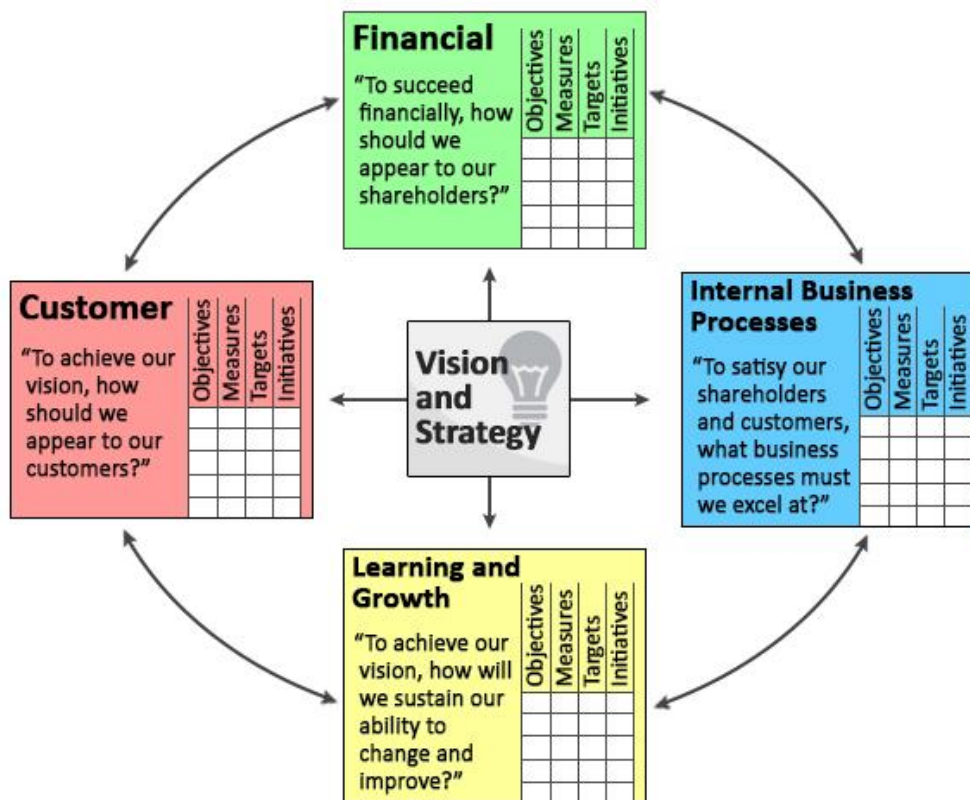 Financial
“To succeed
financially, how
should we
appear to our
shareholders?”
Objectives
Measures
Targets
Initiatives
Customer
“To achieve our
vision, how
should we
appear to our
customers?”
Objectives
Measures
Targets
Initiatives
Vision
and
Strategy
Internal Business
Processes
“To satisy our
shareholders
and customers,
what business
processes must
we excel at?”
Objectives
Measures
Targets
Initiatives
Learning and
Growth
“To achieve our
vision, how will
we sustain our
ability to
change and
improve?”
Objectives
Measures
Targets
Initiatives